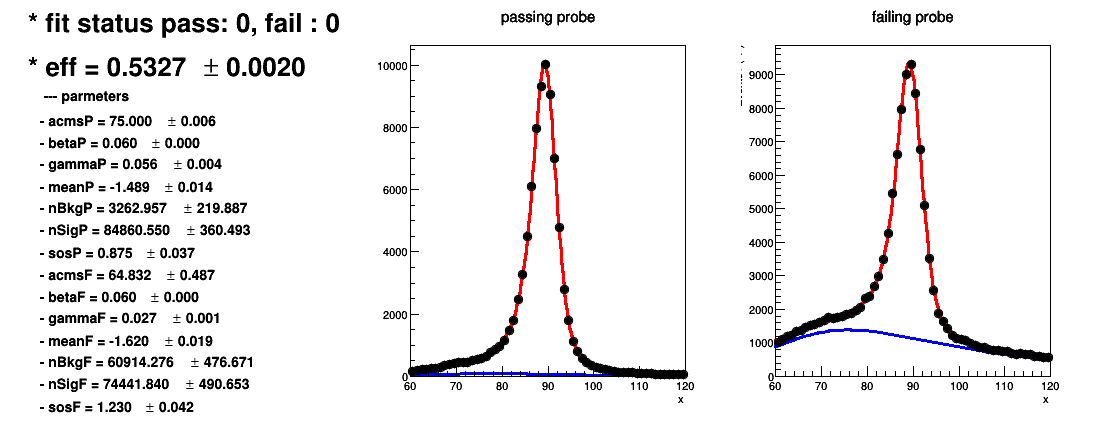 * fit status pass: 0, fail : 0
* eff = 0.5327 ± 0.0020
--- parmeters
- acmsP = 75.000 ± 0.006
- betaP = 0.060 ± 0.000
- gammaP = 0.056 ± 0.004
- meanP = -1.489 ± 0.014
- nBkgP = 3262.957 ± 219.887
- nSigP = 84860.550 ± 360.493
- sosP = 0.875 ± 0.037
- acmsF = 64.832 ± 0.487
- betaF = 0.060 ± 0.000
- gammaF = 0.027 ± 0.001
- meanF = -1.620 ± 0.019
- nBkgF = 60914.276 ± 476.671
- nSigF = 74441.840 ± 490.653
- sosF = 1.230 ± 0.042
passing probe
10000
8000
6000
4000
2000
0
60 70 80 90 100 110 120
x
failing probe
9000
8000
7000
6000
5000
4000
3000
2000
1000
0
60 70 80 90 100 110 120
x